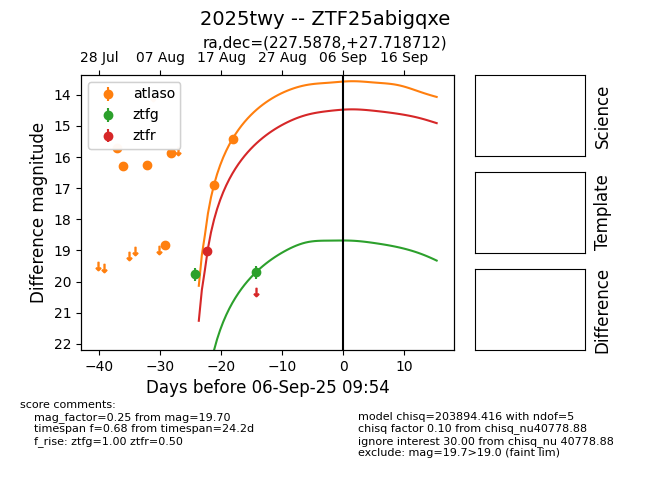 2025twy -- ZTF25abigqxe
ra,dec=(227.5878,+27.718712)
28 Jul 07 Aug 17 Aug 27 Aug 06 Sep 16 Sep
atlaso
ztfg
ztfr
Difference magnitude
14
15
16
17
18
19
20
21
22
−40 −30 −20 −10 0 10
Days before 06-Sep-25 09:54
Science
Template
Difference
score comments:
mag_factor=0.25 from mag=19.70
timespan f=0.68 from timespan=24.2d
f_rise: ztfg=1.00 ztfr=0.50
model chisq=203894.416 with ndof=5
chisq factor 0.10 from chisq_nu40778.88
ignore interest 30.00 from chisq_nu 40778.88
exclude: mag=19.7>19.0 (faint lim)